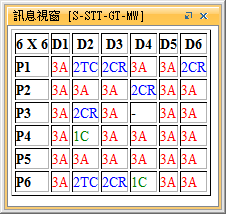 訊息視窗 [S-STT-GT-MW]
6 X 6 D1 D2 D3 D4 D5 D6
P1 3A 2TC 2CR 3A 3A 2CR
P2 3A 3A 3A 2CR 3A 3A
P3 3A 2CR 3A - 3A 3A
P4 3A 1C 3A 3A 3A 3A
P5 3A 3A 3A 3A 3A 3A
P6 3A 2TC 2CR 1C 3A 3A